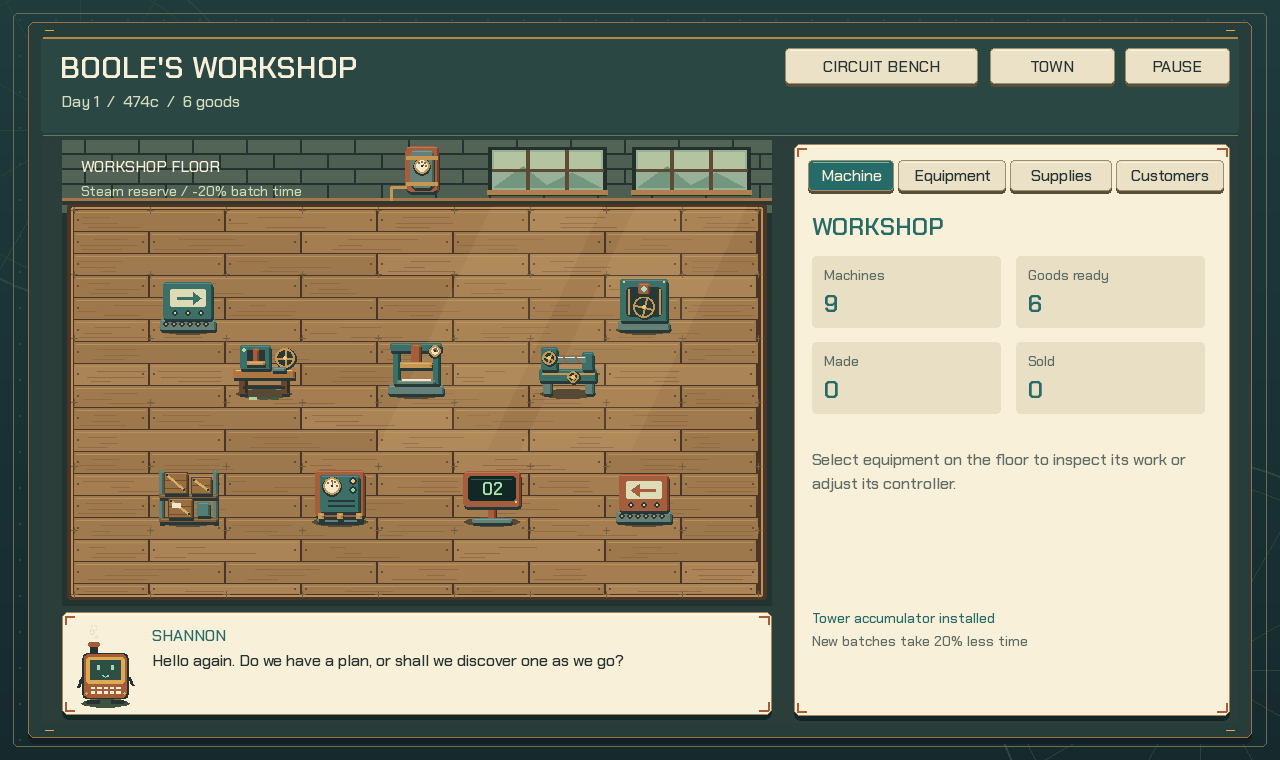 BOOLE'S WORKSHOP
Day 1 / 474c / 6 goods
CIRCUIT BENCH
TOWN
PAUSE
WORKSHOP FLOOR
Steam reserve / -20% batch time
02
SHANNON
Hello again. Do we have a plan, or shall we discover one as we go?
Machine
Equipment
Supplies
Customers
WORKSHOP
Machines
9
Goods ready
6
Made
0
Sold
0
Select equipment on the floor to inspect its work or
adjust its controller.
Tower accumulator installed
New batches take 20% less time